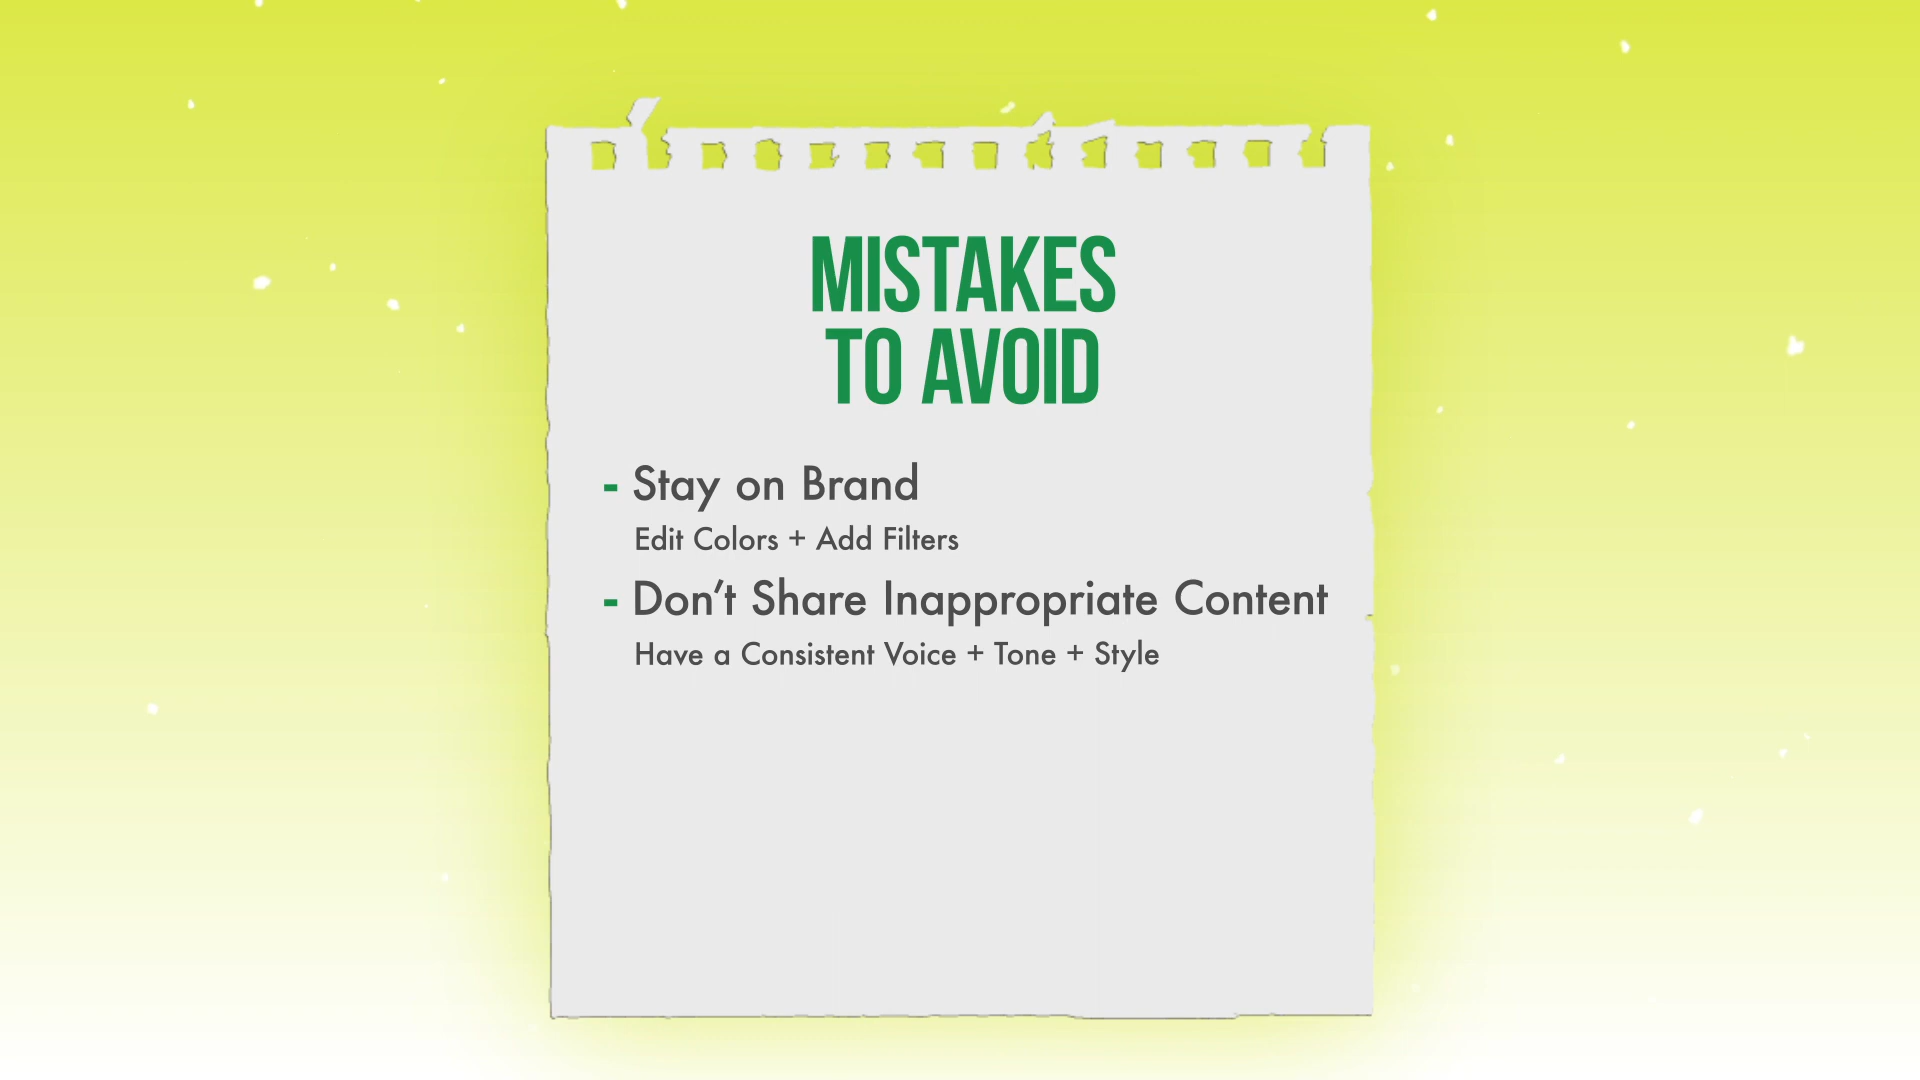 MISTAKES
TO AVOID
- Stay on Brand
Edit Colors + Add Filters
- Don’t Share Inappropriate Content
Have a Consistent Voice + Tone + Style